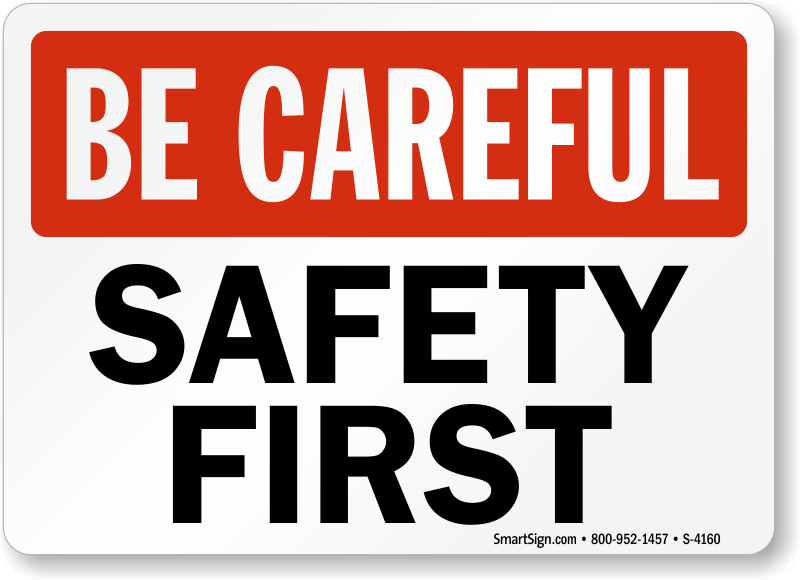 BE CAREFUL
SAFETY
FIRST
SmartSign.com • 800-952-1457 • S-4160